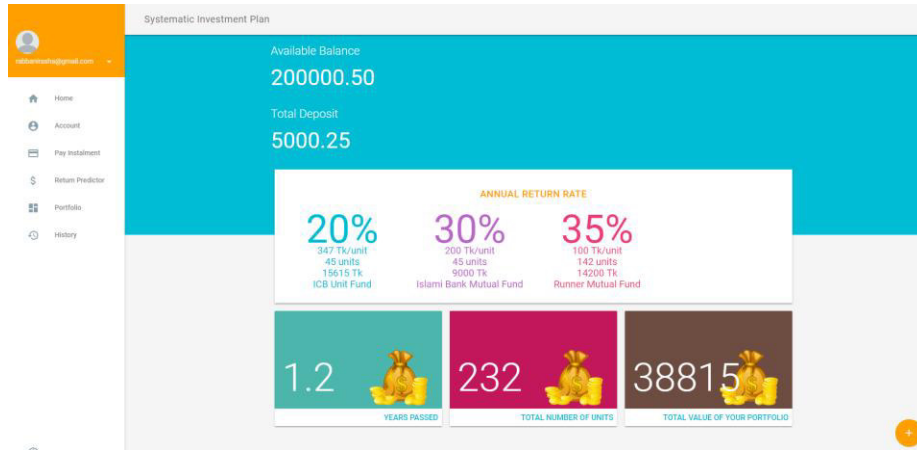 Systematic Investment Plan
Home
Account
Pay Instalment
Return Predictor
Portfolio
History
Available Balance
200000.50
Total Deposit
5000.25
ANNUAL RETURN RATE
20%
347 Tk/unit
45 units
15615 Tk
ICB Unit Fund
30%
200 Tk/unit
45 units
9000 Tk
Islami Bank Mutual Fund
35%
100 Tk/unit
142 units
14200 Tk
Runner Mutual Fund
1.2
YEARS PASSED
232
TOTAL NUMBER OF UNITS
38815
TOTAL VALUE OF YOUR PORTFOLIO